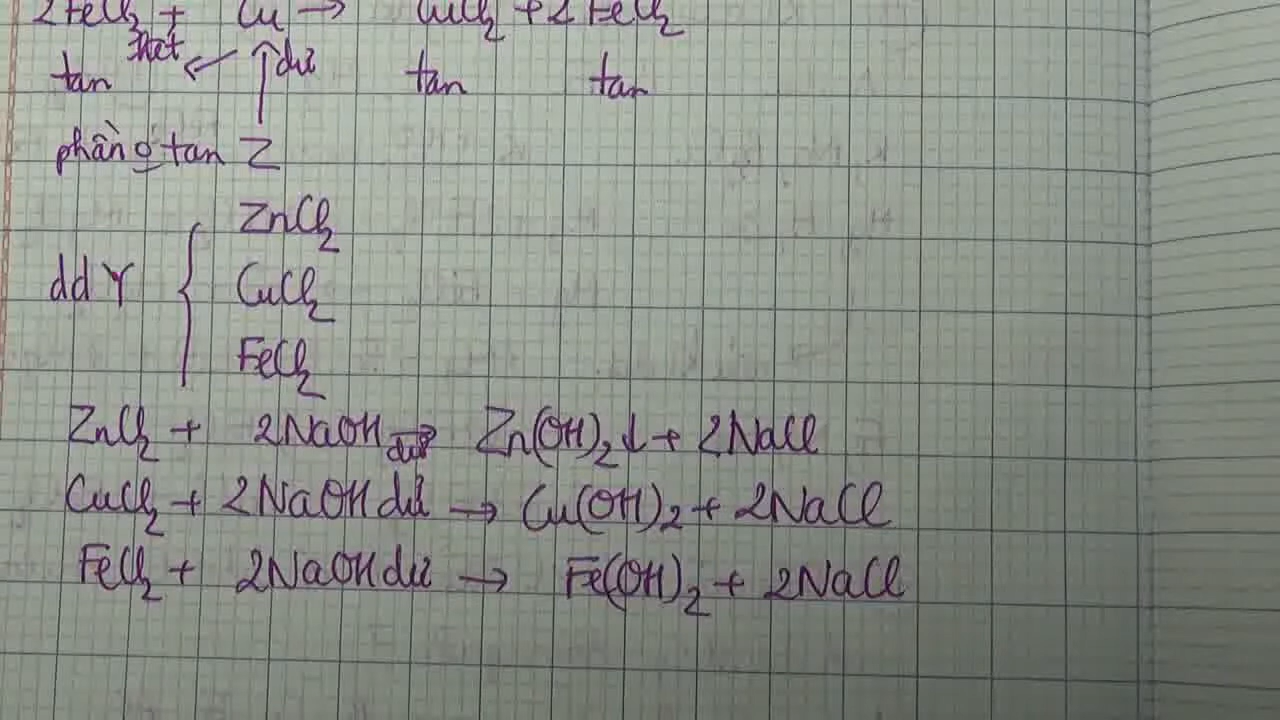 2FeCl3 + Cu → CuCl2 + 2FeCl2
hết ← dư
tan tan tan
phần o tan Z
ZnCl2
dd Y { CuCl2
FeCl2
ZnCl2 + 2NaOH dư → Zn(OH)2↓ + 2NaCl
CuCl2 + 2NaOH dư → Cu(OH)2 + 2NaCl
FeCl2 + 2NaOH dư → Fe(OH)2 + 2NaCl